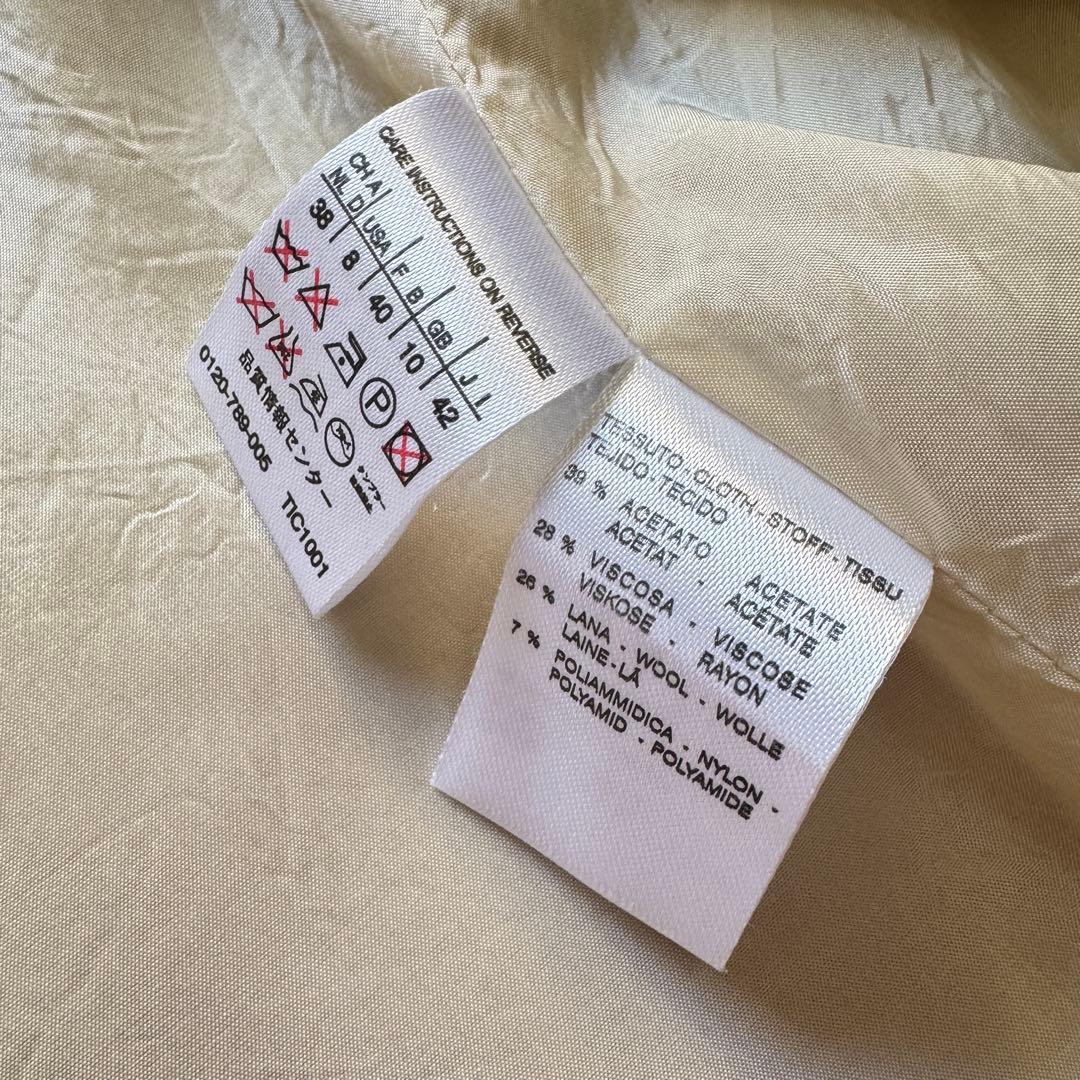 CARE INSTRUCTIONS ON REVERSE
CH A
NL D USA F B GB J I
38 8 40 10 42
P
品質情報センター
0120-789-005 TIC1001
TESSUTO - CLOTH - STOFF - TISSU
TEJIDO - TECIDO
39 % ACETATO - ACETATE
ACETAT - ACÉTATE
28 % VISCOSA - VISCOSE
VISKOSE - RAYON
26 % LANA - WOOL - WOLLE
LAINE - LÃ
7 % POLIAMMIDICA - NYLON -
POLYAMID - POLYAMIDE